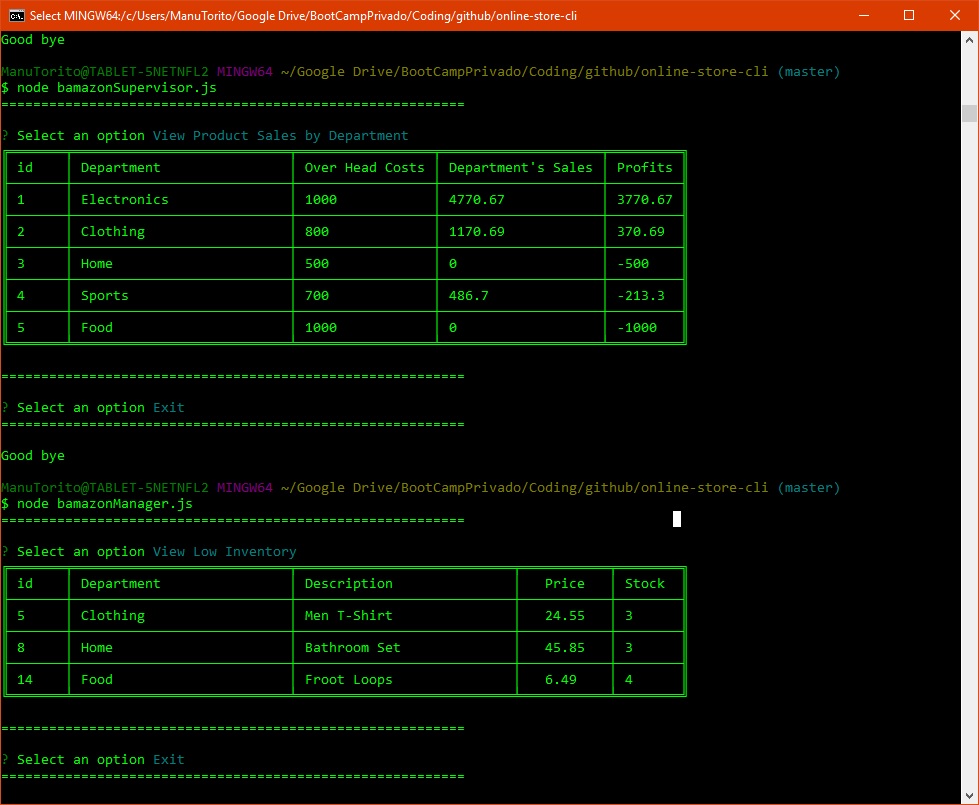 Select MINGW64:/c/Users/ManuTorito/Google Drive/BootCampPrivado/Coding/github/online-store-cli
Good bye
ManuTorito@TABLET-5NETNFL2 MINGW64 ~/Google Drive/BootCampPrivado/Coding/github/online-store-cli (master)
$ node bamazonSupervisor.js
==========================================================
? Select an option View Product Sales by Department
id Department Over Head Costs Department's Sales Profits
1 Electronics 1000 4770.67 3770.67
2 Clothing 800 1170.69 370.69
3 Home 500 0 -500
4 Sports 700 486.7 -213.3
5 Food 1000 0 -1000
==========================================================
? Select an option Exit
==========================================================
Good bye
ManuTorito@TABLET-5NETNFL2 MINGW64 ~/Google Drive/BootCampPrivado/Coding/github/online-store-cli (master)
$ node bamazonManager.js
==========================================================
? Select an option View Low Inventory
id Department Description Price Stock
5 Clothing Men T-Shirt 24.55 3
8 Home Bathroom Set 45.85 3
14 Food Froot Loops 6.49 4
==========================================================
? Select an option Exit
==========================================================